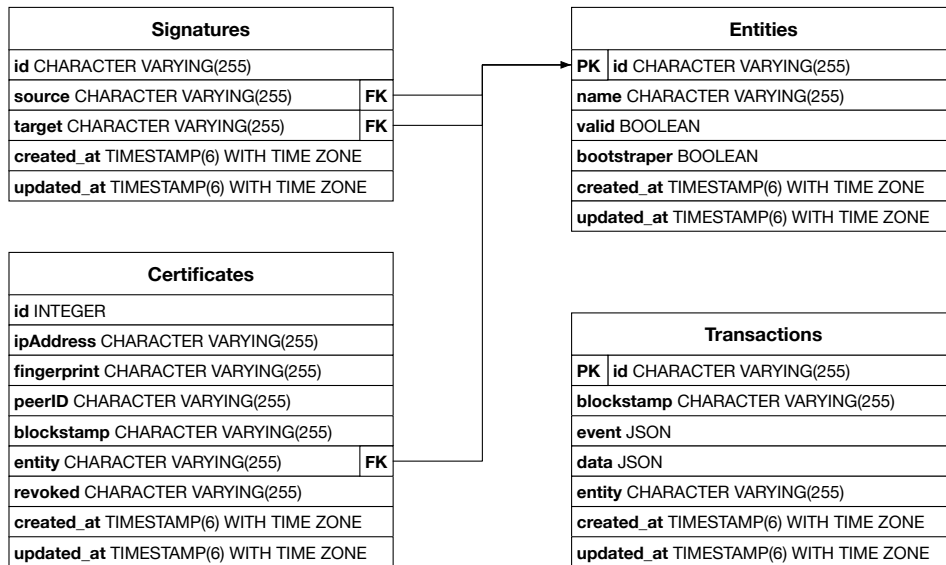 Signatures
id CHARACTER VARYING(255)
source CHARACTER VARYING(255) FK
target CHARACTER VARYING(255) FK
created_at TIMESTAMP(6) WITH TIME ZONE
updated_at TIMESTAMP(6) WITH TIME ZONE
Entities
PK id CHARACTER VARYING(255)
name CHARACTER VARYING(255)
valid BOOLEAN
bootstraper BOOLEAN
created_at TIMESTAMP(6) WITH TIME ZONE
updated_at TIMESTAMP(6) WITH TIME ZONE
Certificates
id INTEGER
ipAddress CHARACTER VARYING(255)
fingerprint CHARACTER VARYING(255)
peerID CHARACTER VARYING(255)
blockstamp CHARACTER VARYING(255)
entity CHARACTER VARYING(255) FK
revoked CHARACTER VARYING(255)
created_at TIMESTAMP(6) WITH TIME ZONE
updated_at TIMESTAMP(6) WITH TIME ZONE
Transactions
PK id CHARACTER VARYING(255)
blockstamp CHARACTER VARYING(255)
event JSON
data JSON
entity CHARACTER VARYING(255)
created_at TIMESTAMP(6) WITH TIME ZONE
updated_at TIMESTAMP(6) WITH TIME ZONE